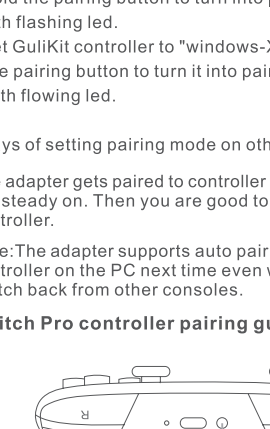 old the pairing button to turn into p
th flashing led.
et GuliKit controller to "windows-X
e pairing button to turn it into pai
th flowing led.
ys of setting pairing mode on oth
adapter gets paired to controller
steady on. Then you are good to
troller.
e:The adapter supports auto pair
troller on the PC next time even w
tch back from other consoles.
itch Pro controller pairing gu
R